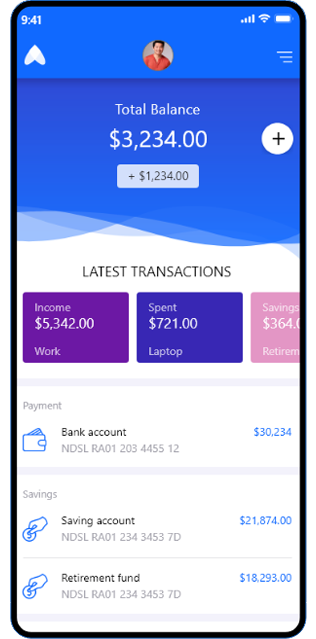 9:41
Total Balance
$3,234.00
+ $1,234.00
LATEST TRANSACTIONS
Income
$5,342.00
Work
Spent
$721.00
Laptop
Savings
$364.0
Retirem
Payment
Bank account
$30,234
NDSL RA01 203 4455 12
Savings
Saving account
$21,874.00
NDSL RA01 234 3453 7D
Retirement fund
$18,293.00
NDSL RA01 234 3453 7D